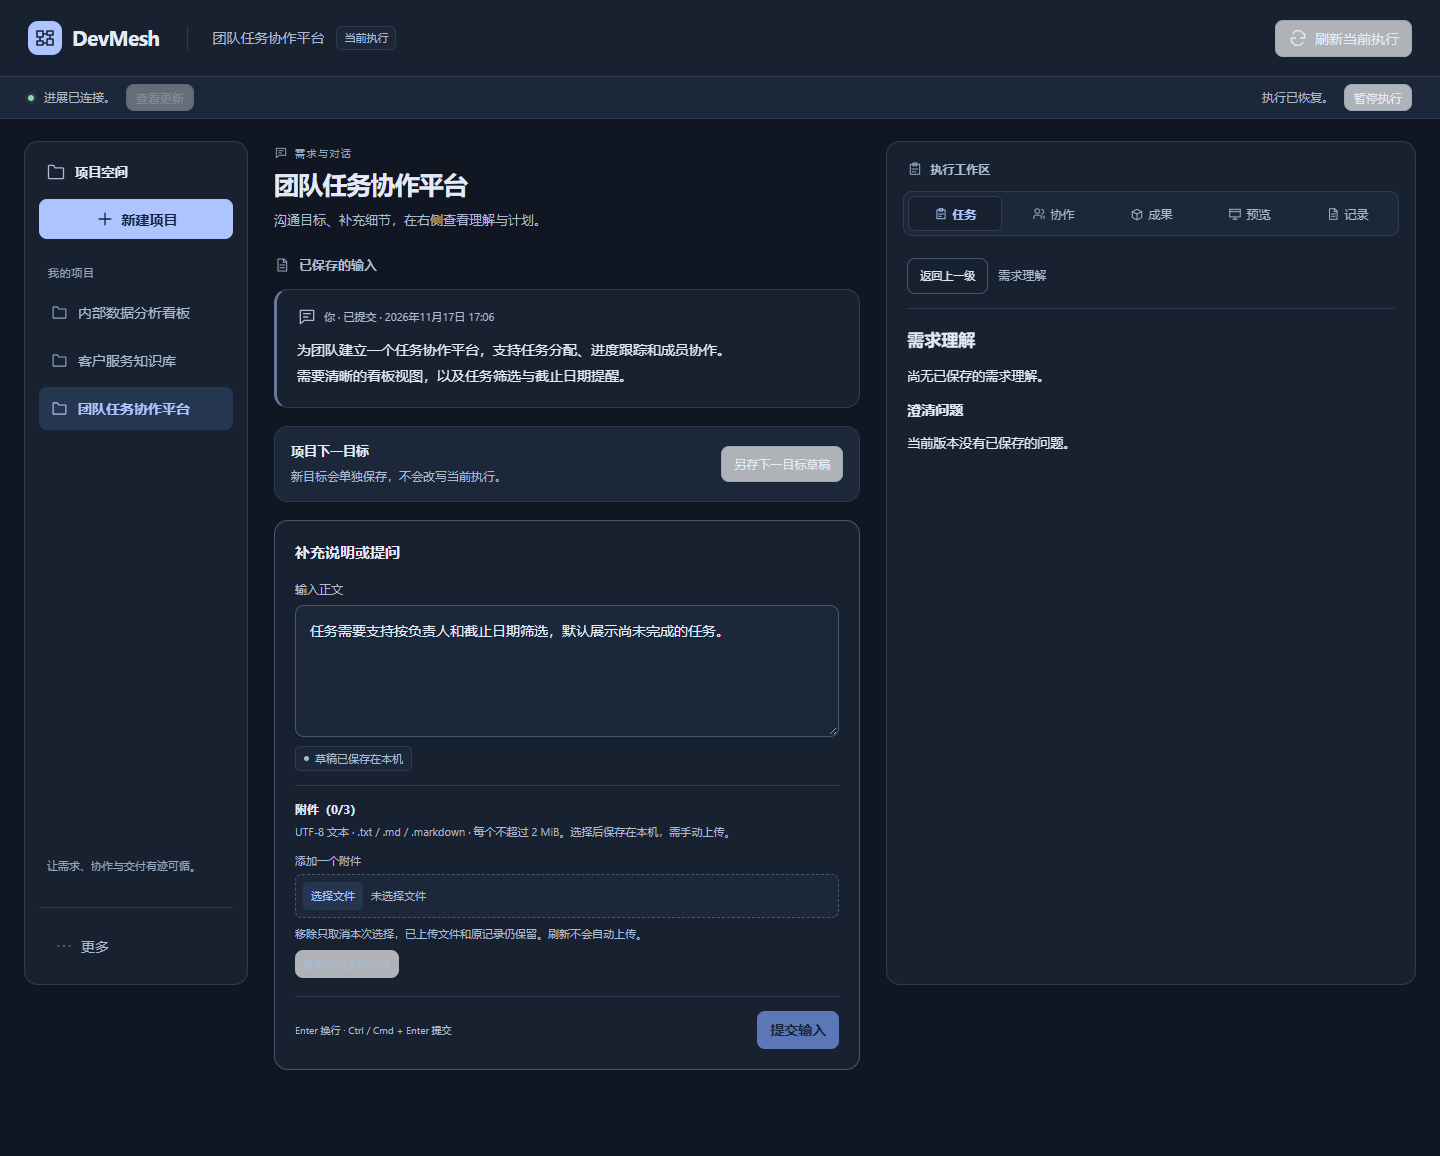 DevMesh
团队任务协作平台
当前执行
刷新当前执行
进展已连接。
查看更新
执行已恢复。
暂停执行
项目空间
新建项目
我的项目
内部数据分析看板
客户服务知识库
团队任务协作平台
让需求、协作与交付有迹可循。
更多
需求与对话
团队任务协作平台
沟通目标、补充细节，在右侧查看理解与计划。
已保存的输入
你 · 已提交 · 2026年11月17日 17:06
为团队建立一个任务协作平台，支持任务分配、进度跟踪和成员协作。
需要清晰的看板视图，以及任务筛选与截止日期提醒。
项目下一目标
新目标会单独保存，不会改写当前执行。
另存下一目标草稿
补充说明或提问
输入正文
任务需要支持按负责人和截止日期筛选，默认展示尚未完成的任务。
草稿已保存在本机
附件（0/3）
UTF-8 文本 · .txt / .md / .markdown · 每个不超过 2 MiB。选择后保存在本机，需手动上传。
添加一个附件
选择文件 未选择文件
移除只取消本次选择，已上传文件和原记录仍保留。刷新不会自动上传。
Enter 换行 · Ctrl / Cmd + Enter 提交
提交输入
执行工作区
任务
协作
成果
预览
记录
返回上一级
需求理解
需求理解
尚无已保存的需求理解。
澄清问题
当前版本没有已保存的问题。